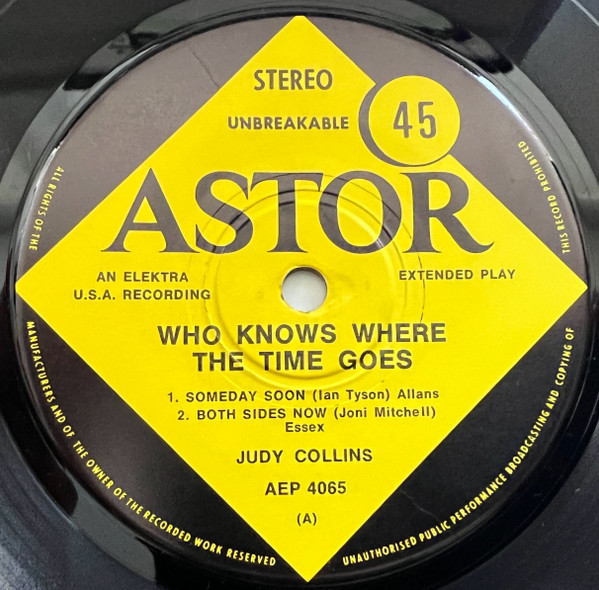 STEREO
UNBREAKABLE
45
ASTOR
AN ELEKTRA
U.S.A. RECORDING
EXTENDED PLAY
WHO KNOWS WHERE
THE TIME GOES
1. SOMEDAY SOON (Ian Tyson) Allans
2. BOTH SIDES NOW (Joni Mitchell)
Essex
JUDY COLLINS
AEP 4065
(A)
ALL RIGHTS OF THE
MANUFACTURERS AND OF THE OWNER OF THE RECORDED WORK RESERVED
UNAUTHORISED PUBLIC PERFORMANCE BROADCASTING AND COPYING OF
THIS RECORD PROHIBITED